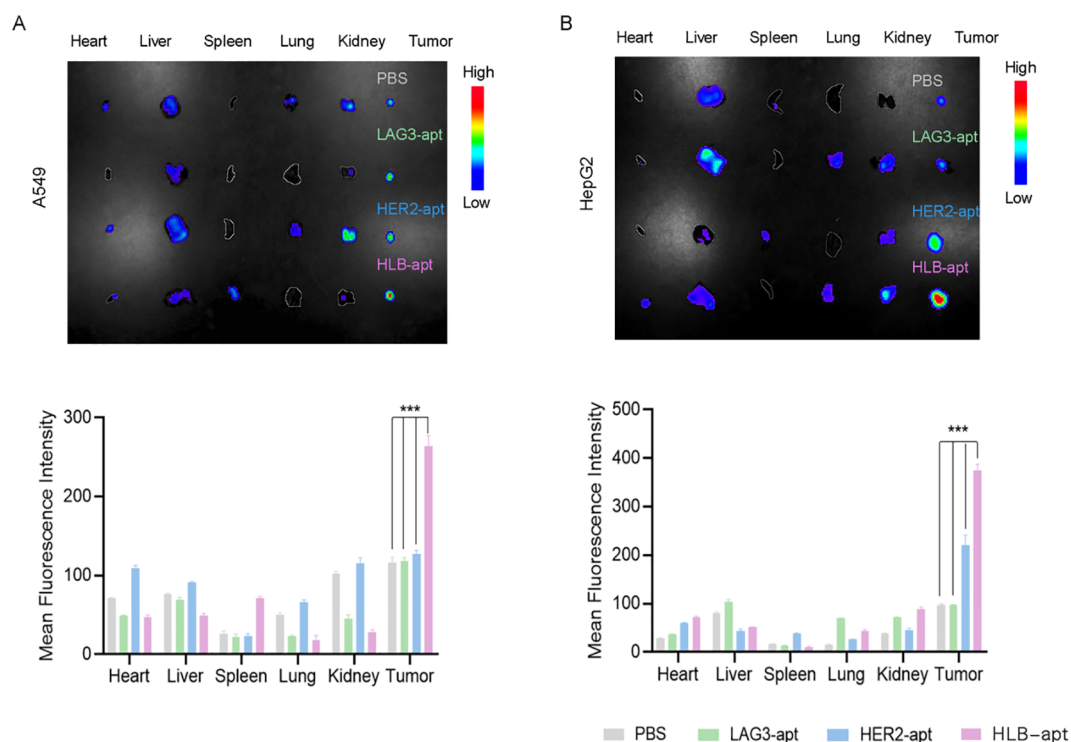 A
Heart Liver Spleen Lung Kidney Tumor
PBS
LAG3-apt
HER2-apt
HLB-apt
A549
High
Low
B
Heart Liver Spleen Lung Kidney Tumor
PBS
LAG3-apt
HER2-apt
HLB-apt
HepG2
High
Low
Mean Fluorescence Intensity
300
200
100
0
***
Heart Liver Spleen Lung Kidney Tumor
Mean Fluorescence Intensity
500
400
300
200
100
0
***
Heart Liver Spleen Lung Kidney Tumor
PBS LAG3-apt HER2-apt HLB-apt